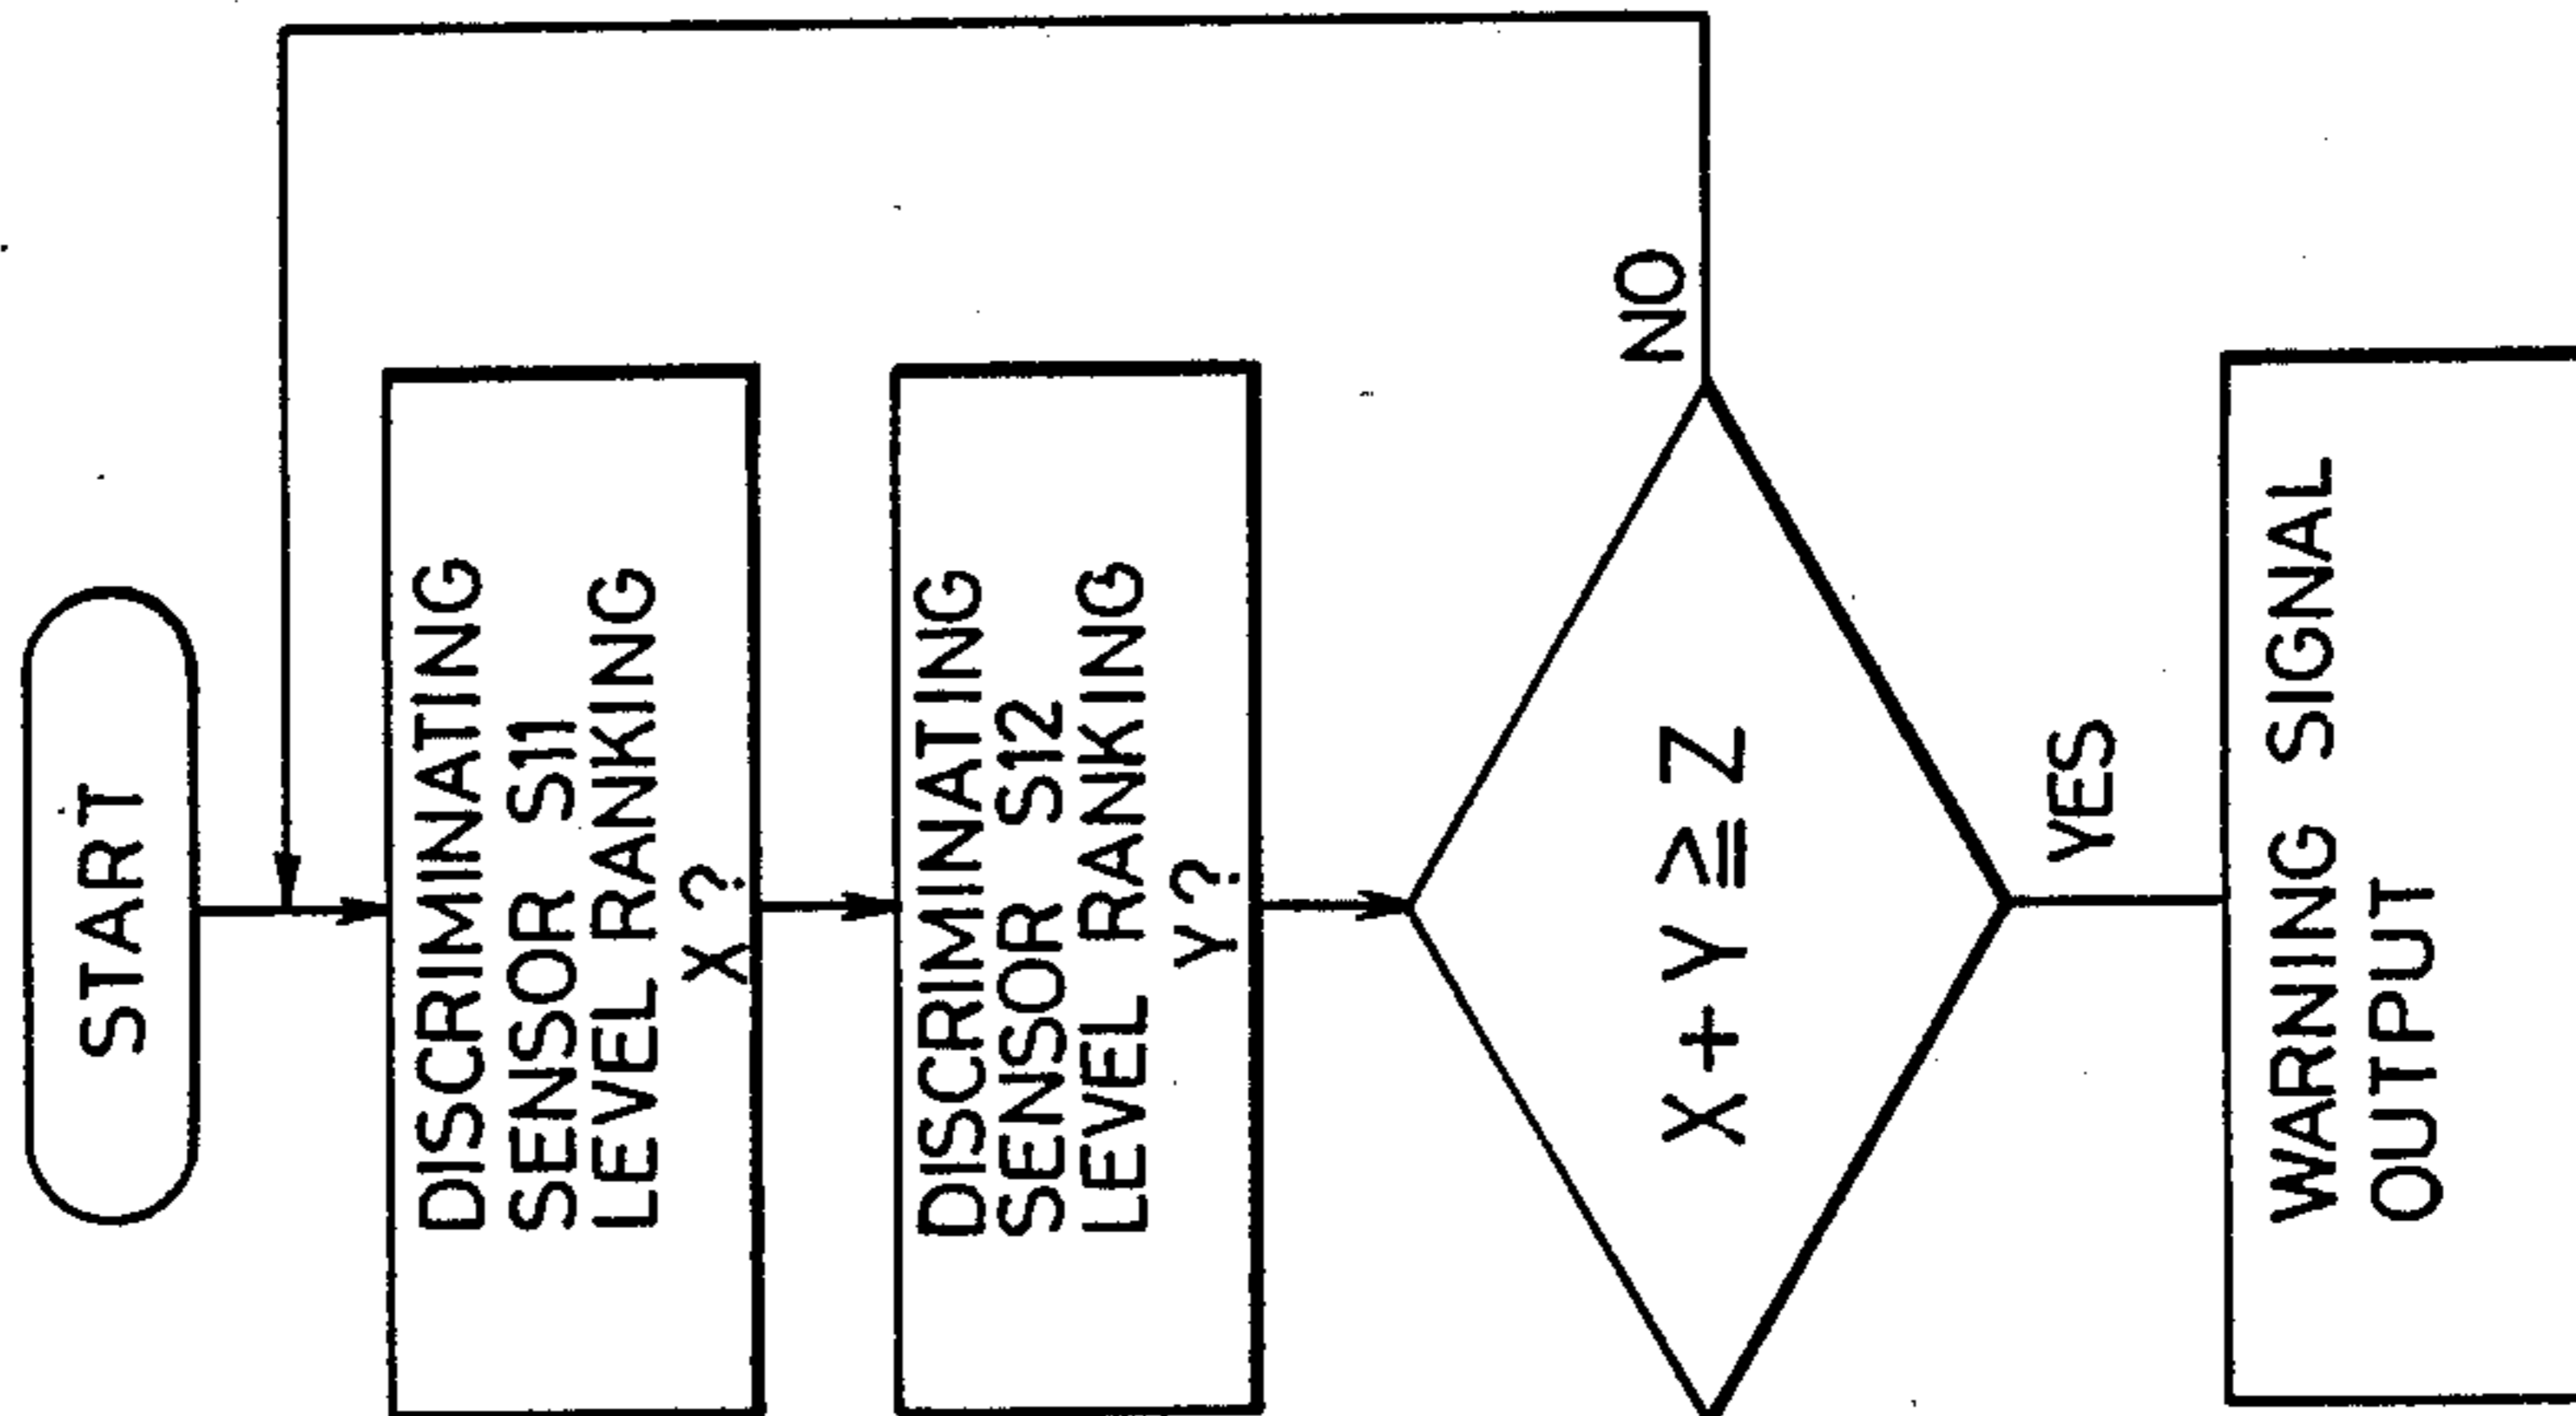 START
DISCRIMINATING
SENSOR S11
LEVEL RANKING
X?
DISCRIMINATING
SENSOR S12
LEVEL RANKING
Y?
X + Y ≧ Z
NO
YES
WARNING SIGNAL
OUTPUT